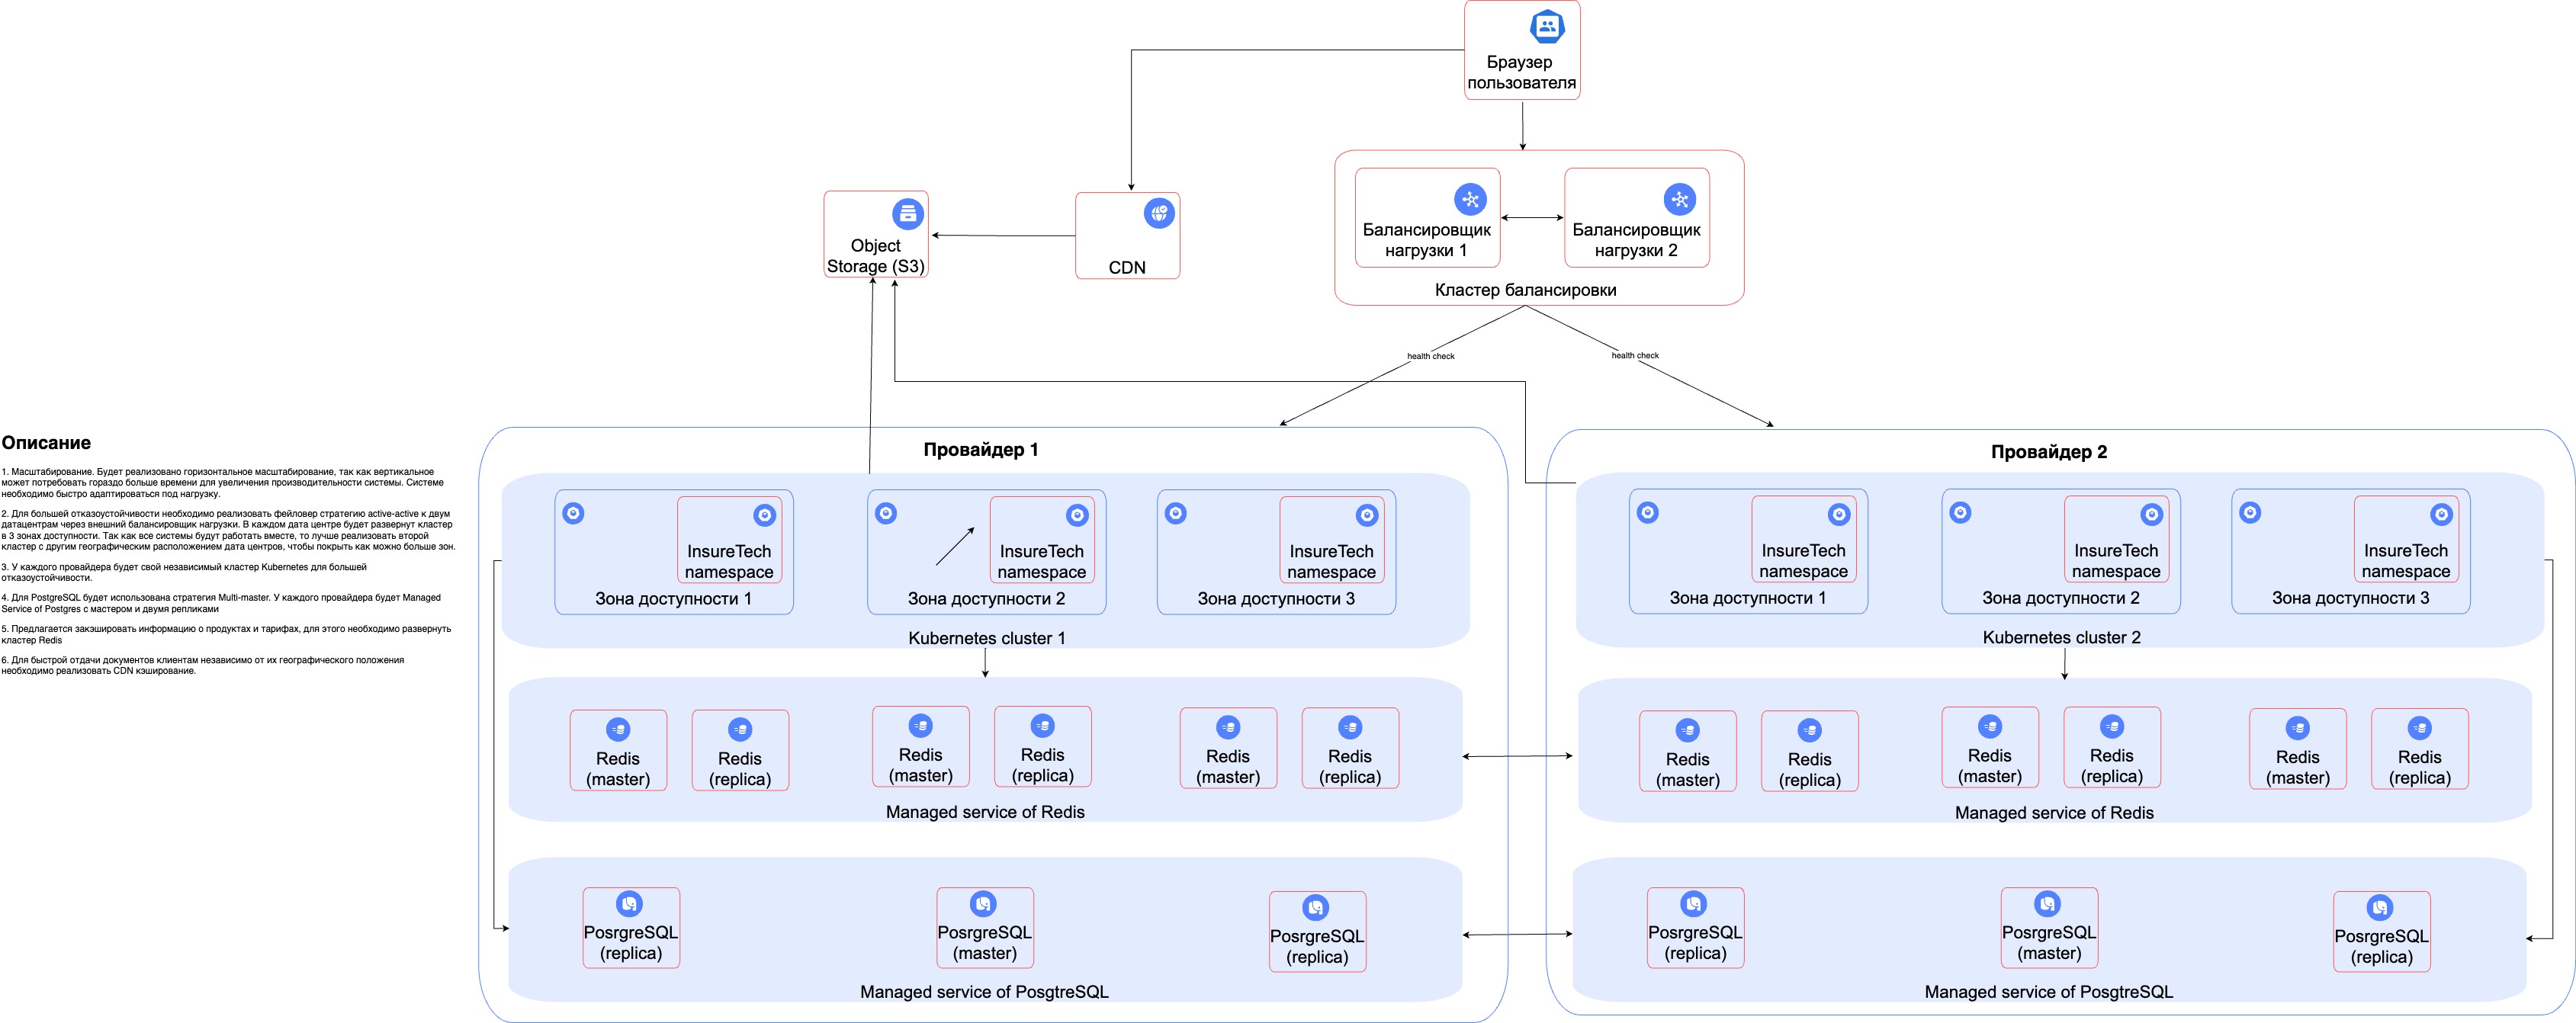 Браузер
пользователя
Object
Storage (S3)
CDN
Балансировщик
нагрузки 1
Балансировщик
нагрузки 2
Кластер балансировки
health check
health check
Описание
1. Масштабирование. Будет реализовано горизонтальное масштабирование, так как вертикальное
может потребовать гораздо больше времени для увеличения производительности системы. Системе
необходимо быстро адаптироваться под нагрузку.
2. Для большей отказоустойчивости необходимо реализовать фейловер стратегию active-active к двум
датацентрам через внешний балансировщик нагрузки. В каждом дата центре будет развернут кластер
в 3 зонах доступности. Так как все системы будут работать вместе, то лучше реализовать второй
кластер с другим географическим расположением дата центров, чтобы покрыть как можно больше зон.
3. У каждого провайдера будет свой независимый кластер Kubernetes для большей
отказоустойчивости.
4. Для PostgreSQL будет использована стратегия Multi-master. У каждого провайдера будет Managed
Service of Postgres с мастером и двумя репликами
5. Предлагается закэшировать информацию о продуктах и тарифах, для этого необходимо развернуть
кластер Redis
6. Для быстрой отдачи документов клиентам независимо от их географического положения
необходимо реализовать CDN кэширование.
Провайдер 1
InsureTech
namespace
Зона доступности 1
InsureTech
namespace
Зона доступности 2
InsureTech
namespace
Зона доступности 3
Kubernetes cluster 1
Redis
(master)
Redis
(replica)
Redis
(master)
Redis
(replica)
Redis
(master)
Redis
(replica)
Managed service of Redis
PosrgreSQL
(replica)
PosrgreSQL
(master)
PosrgreSQL
(replica)
Managed service of PosgtreSQL
Провайдер 2
InsureTech
namespace
Зона доступности 1
InsureTech
namespace
Зона доступности 2
InsureTech
namespace
Зона доступности 3
Kubernetes cluster 2
Redis
(master)
Redis
(replica)
Redis
(master)
Redis
(replica)
Redis
(master)
Redis
(replica)
Managed service of Redis
PosrgreSQL
(replica)
PosrgreSQL
(master)
PosrgreSQL
(replica)
Managed service of PosgtreSQL